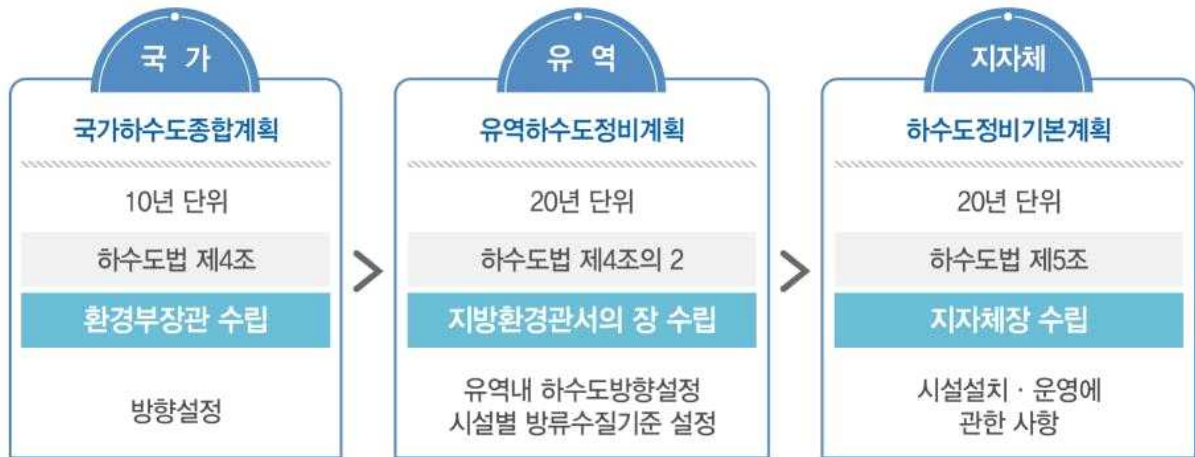 국 가
국가하수도종합계획
10년 단위
하수도법 제4조
환경부장관 수립
방향설정
>
유 역
유역하수도정비계획
20년 단위
하수도법 제4조의 2
지방환경관서의 장 수립
유역내 하수도방향설정
시설별 방류수질기준 설정
>
지자체
하수도정비기본계획
20년 단위
하수도법 제5조
지자체장 수립
시설설치 · 운영에
관한 사항